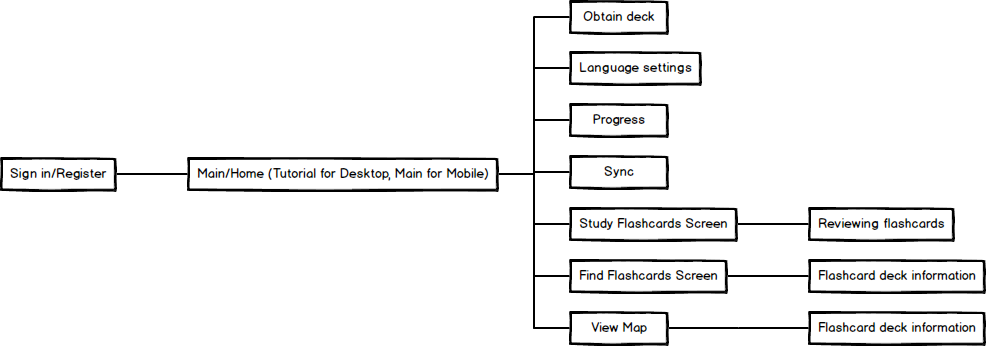 Obtain deck
Language settings
Progress
Sign in/Register
Main/Home (Tutorial for Desktop, Main for Mobile)
Sync
Study Flashcards Screen
Reviewing flashcards
Find Flashcards Screen
Flashcard deck information
View Map
Flashcard deck information